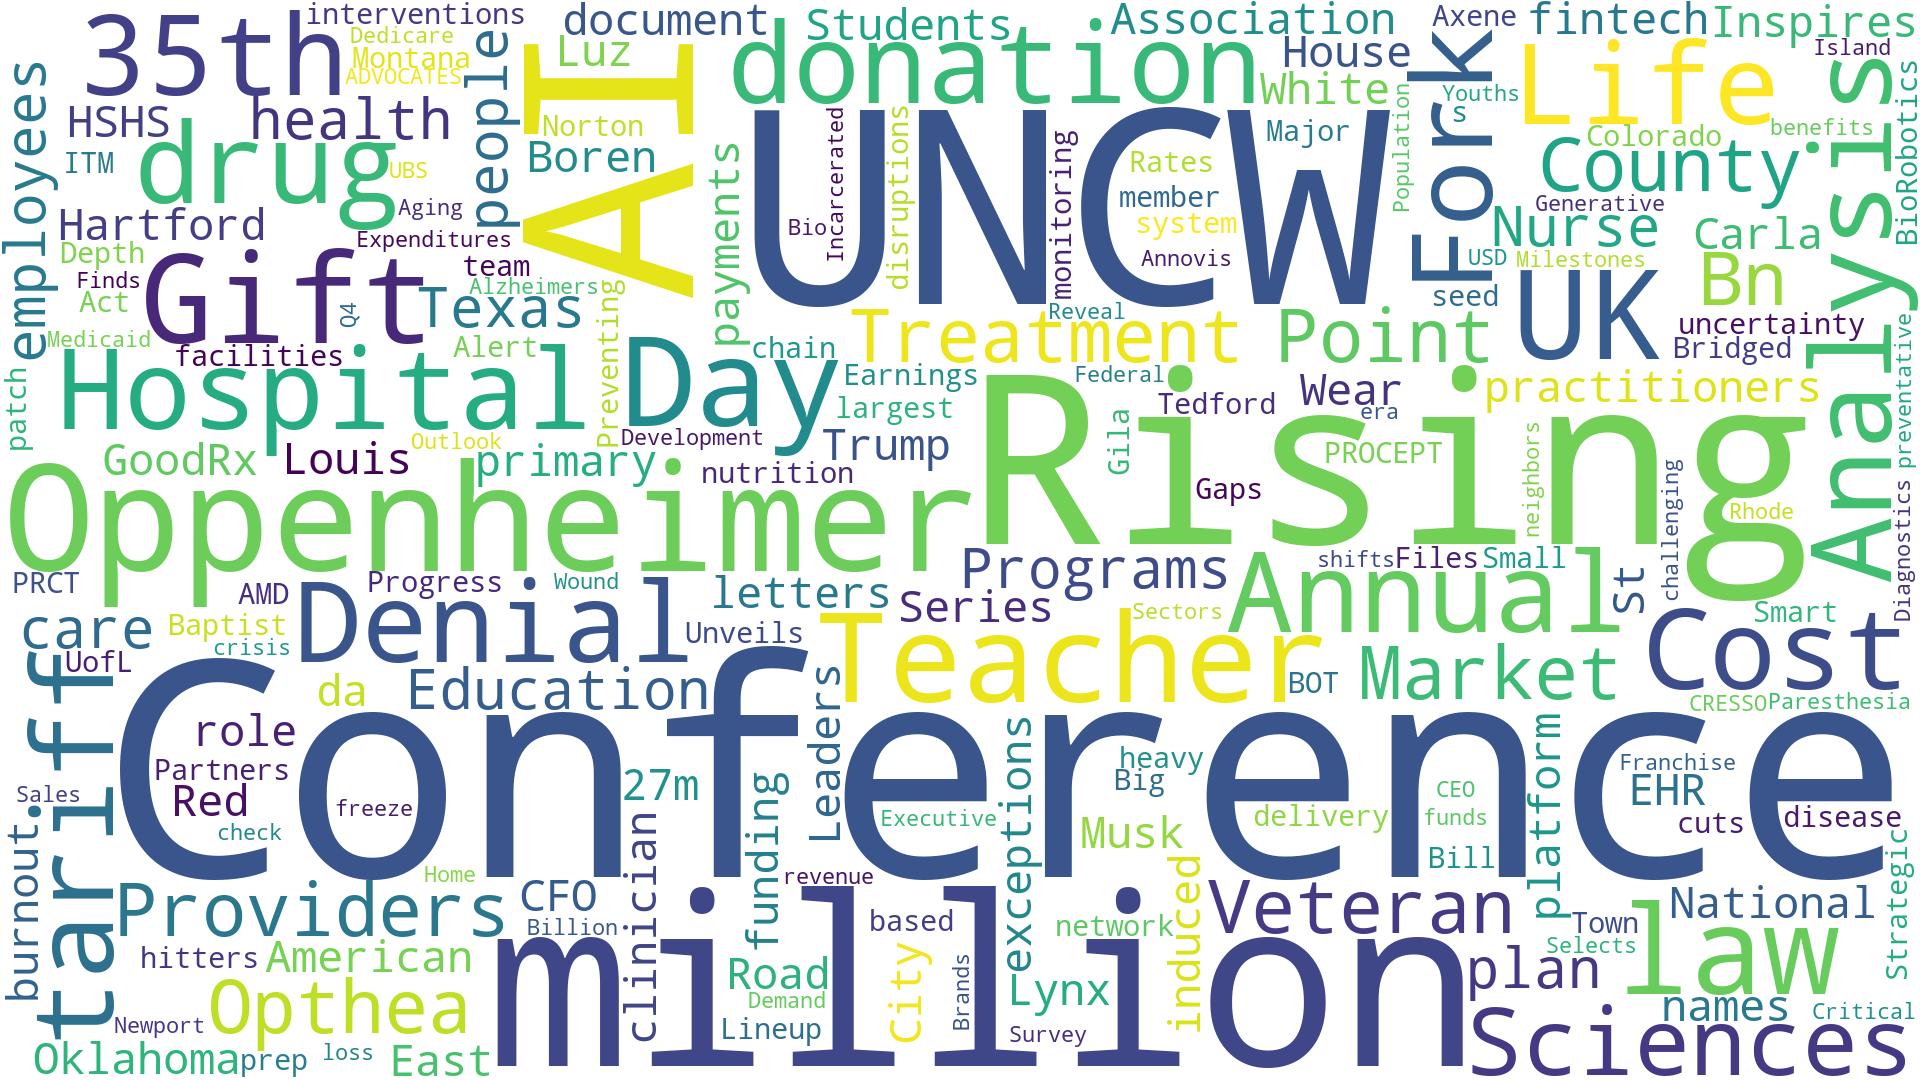 35th
interventions
Dedicare
Montana
ADVOCATES
people
document
Luz
Students
donation
Association
House
White
Axene
fintech
Inspires
Island
Life
Fork
Youths
s
Colorado
benefits
employees
HSHS
health
ITM
drug
UBS
AI
Norton
Boren
payments
UNCW
Bio
Incarcerated
disruptions
monitoring
Rates
member
system
Annovis
Major
Population
County
Generative
Nurse
Carla
Analysis
BioRobotics
Hartford
Aging
Depth
Expenditures
Finds
Gift
team
Alzheimers
Act
Q4
Texas
Medicaid
facilities
Alert
Preventing
USD
Milestones
Bn
seed
UK
uncertainty
Bridged
Reveal
Treatment
Point
patch
Hospital
Day
chain
Earnings
largest
Federal
Tedford
Wear
era
practitioners
preventative
Outlook
Development
Trump
GoodRx
Louis
primary
nutrition
Gila
Gaps
PROCEPT
neighbors
challenging
Rhode
Diagnostics
Oppenheimer
Rising
PRCT
AMD
Progress
Wound
letters
Programs
Series
shifts
Files
Small
St
Smart
care
Baptist
crisis
UofL
Denial
Unveils
Teacher
Sectors
Annual
Cost
tariff
da
Education
Leaders
BOT
Market
CRESSO
Paresthesia
role
Partners
Red
check
Sales
freeze
Conference
27m
funding
exceptions
heavy
Big
Executive
Musk
delivery
CEO
funds
Bill
platform
Franchise
EHR
cuts
disease
burnout
Home
Providers
CFO
Billion
clinician
revenue
based
network
induced
Veteran
Town
Selects
National
Strategic
hitters
American
million
Road
Demand
Lineup
City
Brands
Lynx
Survey
plan
law
names
Critical
Newport
Opthea
Oklahoma
prep
loss
East
Sciences